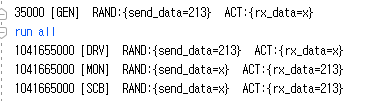 35000 [GEN] RAND:{send_data=213} ACT:{rx_data=x}
run all
1041655000 [DRV] RAND:{send_data=213} ACT:{rx_data=x}
1041665000 [MON] RAND:{send_data=x} ACT:{rx_data=213}
1041665000 [SCB] RAND:{send_data=x} ACT:{rx_data=213}